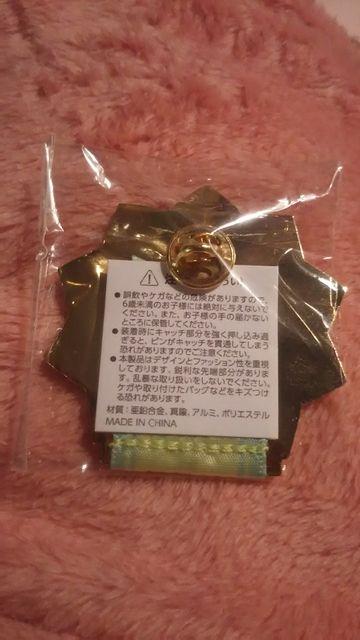 い
●誤飲やケガなどの危険がありますので、
6歳未満のお子様には絶対に与えないで
ください。また、お子様の手の届かない
ところに保管してください。
●装着時にキャッチ部分を強く押し込み過
ぎると、ピンがキャッチを貫通してしまう
恐れがありますのでご注意ください。
●本製品はデザインとファッション性を重視
しております。鋭利な先端部分がありま
す。乱暴な取り扱いをしないでください。
ケガや取り付けたバッグなどをキズつけ
る恐れがあります。
材質：亜鉛合金、真鍮、アルミ、ポリエステル
MADE IN CHINA